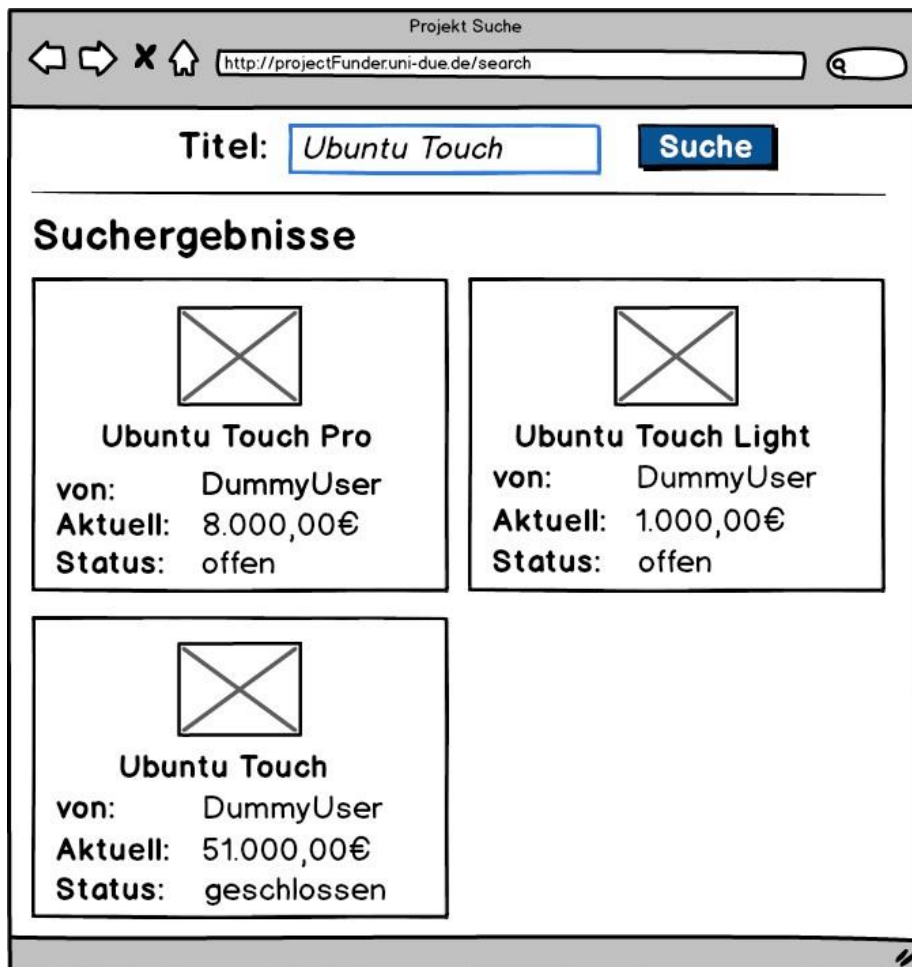 Projekt Suche
http://projectFunder.uni-due.de/search
Titel: Ubuntu Touch Suche
Suchergebnisse
Ubuntu Touch Pro
von: DummyUser
Aktuell: 8.000,00€
Status: offen
Ubuntu Touch Light
von: DummyUser
Aktuell: 1.000,00€
Status: offen
Ubuntu Touch
von: DummyUser
Aktuell: 51.000,00€
Status: geschlossen